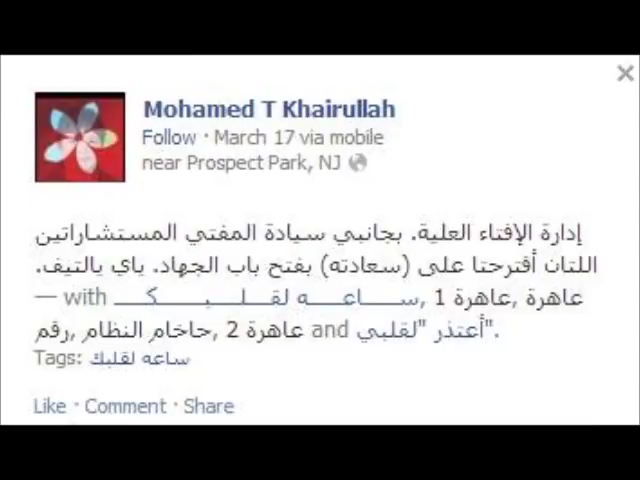 Mohamed T Khairullah
Follow · March 17 via mobile
near Prospect Park, NJ
إدارة الإفتاء العلية. بجانبي سيادة المفتي المستشاراتين
اللتان أقترحتا على (سعادته) بفتح باب الجهاد. ياي يالتيف.
— with ســـــاعـــــه لقـــلـــبـــــك, عاهرة 1, عاهرة
رقم, حاخام النظام, عاهرة 2 and أعتذر "لقلبي".
Tags: ساعه لقلبك
Like · Comment · Share